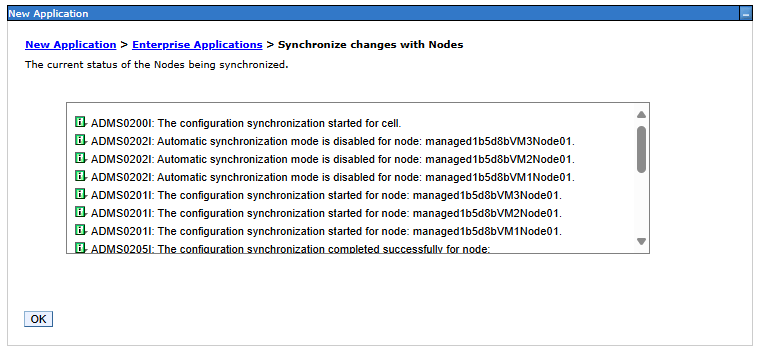 New Application
New Application > Enterprise Applications > Synchronize changes with Nodes
The current status of the Nodes being synchronized.
ADMS0200I: The configuration synchronization started for cell.
ADMS0202I: Automatic synchronization mode is disabled for node: managed1b5d8bVM3Node01.
ADMS0202I: Automatic synchronization mode is disabled for node: managed1b5d8bVM2Node01.
ADMS0202I: Automatic synchronization mode is disabled for node: managed1b5d8bVM1Node01.
ADMS0201I: The configuration synchronization started for node: managed1b5d8bVM3Node01.
ADMS0201I: The configuration synchronization started for node: managed1b5d8bVM2Node01.
ADMS0201I: The configuration synchronization started for node: managed1b5d8bVM1Node01.
ADMS0205I: The configuration synchronization completed successfully for node:
OK